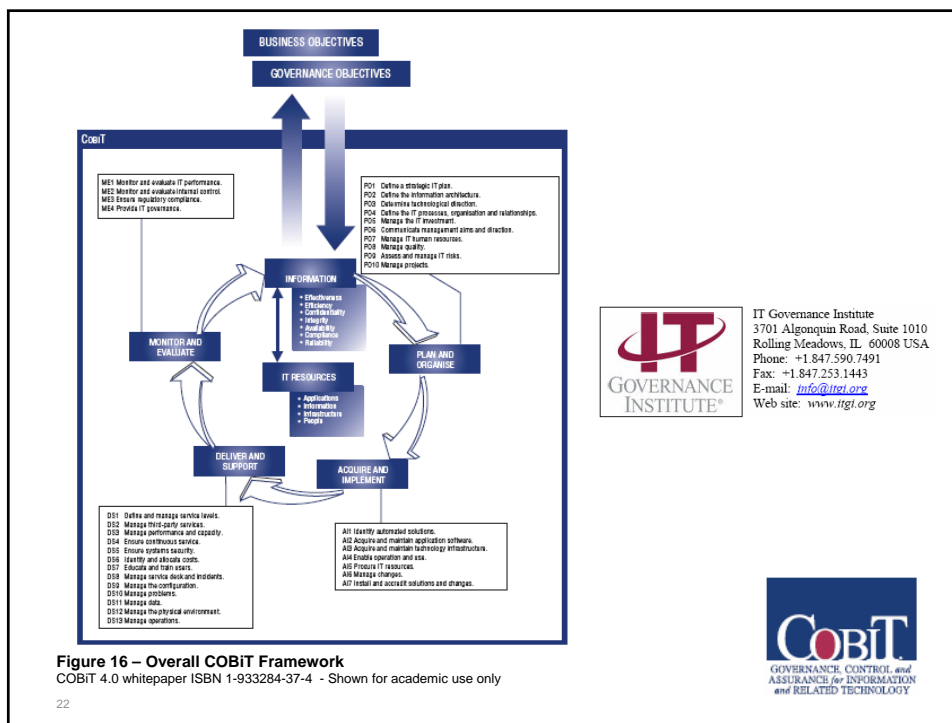 BUSINESS OBJECTIVES
GOVERNANCE OBJECTIVES
COBIT
ME1 Monitor and evaluate IT performance.
ME2 Monitor and evaluate internal control.
ME3 Ensure regulatory compliance.
ME4 Provide IT governance.
PO1 Define a strategic IT plan.
PO2 Define the information architecture.
PO3 Determine technological direction.
PO4 Define the IT processes, organisation and relationships.
PO5 Manage the IT investment.
PO6 Communicate management aims and direction.
PO7 Manage IT human resources.
PO8 Manage quality.
PO9 Assess and manage IT risks.
PO10 Manage projects.
INFORMATION
• Effectiveness
• Efficiency
• Confidentiality
• Integrity
• Availability
• Compliance
• Reliability
MONITOR AND
EVALUATE
PLAN AND
ORGANISE
IT RESOURCES
• Applications
• Information
• Infrastructure
• People
DELIVER AND
SUPPORT
ACQUIRE AND
IMPLEMENT
DS1 Define and manage service levels.
DS2 Manage third-party services.
DS3 Manage performance and capacity.
DS4 Ensure continuous service.
DS5 Ensure systems security.
DS6 Identify and allocate costs.
DS7 Educate and train users.
DS8 Manage service desk and incidents.
DS9 Manage the configuration.
DS10 Manage problems.
DS11 Manage data.
DS12 Manage the physical environment.
DS13 Manage operations.
AI1 Identify automated solutions.
AI2 Acquire and maintain application software.
AI3 Acquire and maintain technology infrastructure.
AI4 Enable operation and use.
AI5 Procure IT resources.
AI6 Manage changes.
AI7 Install and accredit solutions and changes.
IT
GOVERNANCE
INSTITUTE®
IT Governance Institute
3701 Algonquin Road, Suite 1010
Rolling Meadows, IL 60008 USA
Phone: +1.847.590.7491
Fax: +1.847.253.1443
E-mail: info@itgi.org
Web site: www.itgi.org
COBIT
GOVERNANCE, CONTROL and
ASSURANCE for INFORMATION
and RELATED TECHNOLOGY
Figure 16 – Overall COBiT Framework
COBiT 4.0 whitepaper ISBN 1-933284-37-4 - Shown for academic use only
22